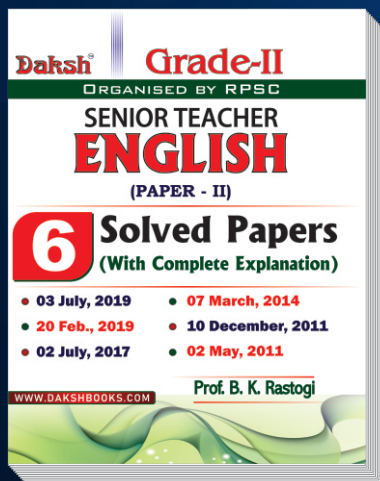 Daksh Grade-II
ORGANISED BY RPSC
SENIOR TEACHER
ENGLISH
(PAPER - II)
6 Solved Papers
(With Complete Explanation)
• 03 July, 2019
• 20 Feb., 2019
• 02 July, 2017
• 07 March, 2014
• 10 December, 2011
• 02 May, 2011
Prof. B. K. Rastogi
WWW.DAKSHBOOKS.COM